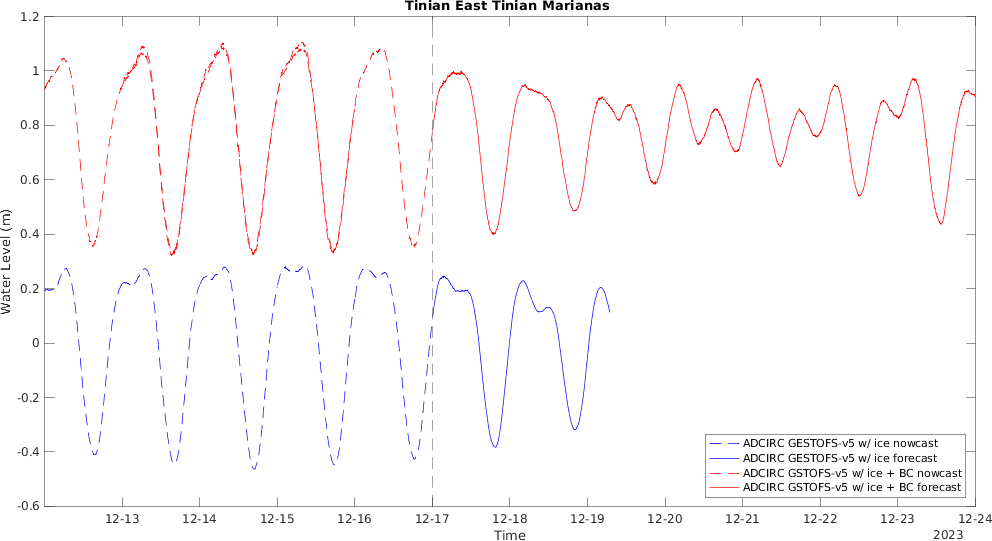 Tinian East Tinian Marianas
Water Level (m)
1.2
1
0.8
0.6
0.4
0.2
0
-0.2
-0.4
-0.6
12-13 12-14 12-15 12-16 12-17 12-18 12-19 12-20 12-21 12-22 12-23 12-24
Time
2023
ADCIRC GESTOFS-v5 w/ ice nowcast
ADCIRC GESTOFS-v5 w/ ice forecast
ADCIRC GSTOFS-v5 w/ ice + BC nowcast
ADCIRC GSTOFS-v5 w/ ice + BC forecast